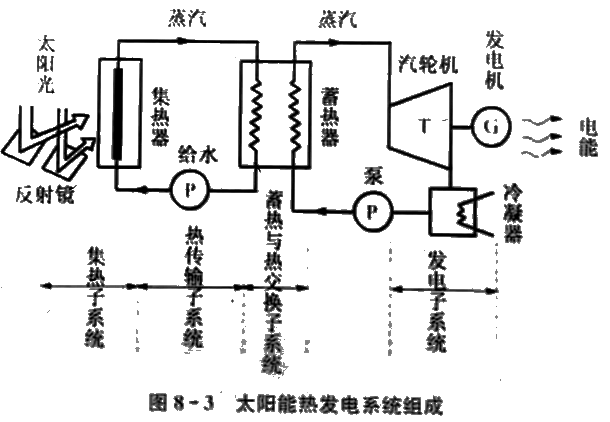 蒸汽
蒸汽
太阳光
集热器
蓄热器
汽轮机
发电机
T
G
电能
反射镜
给水
P
泵
P
冷凝器
集热子系统
热传输子系统
蓄热与热交换子系统
发电子系统
图 8-3 太阳能热发电系统组成